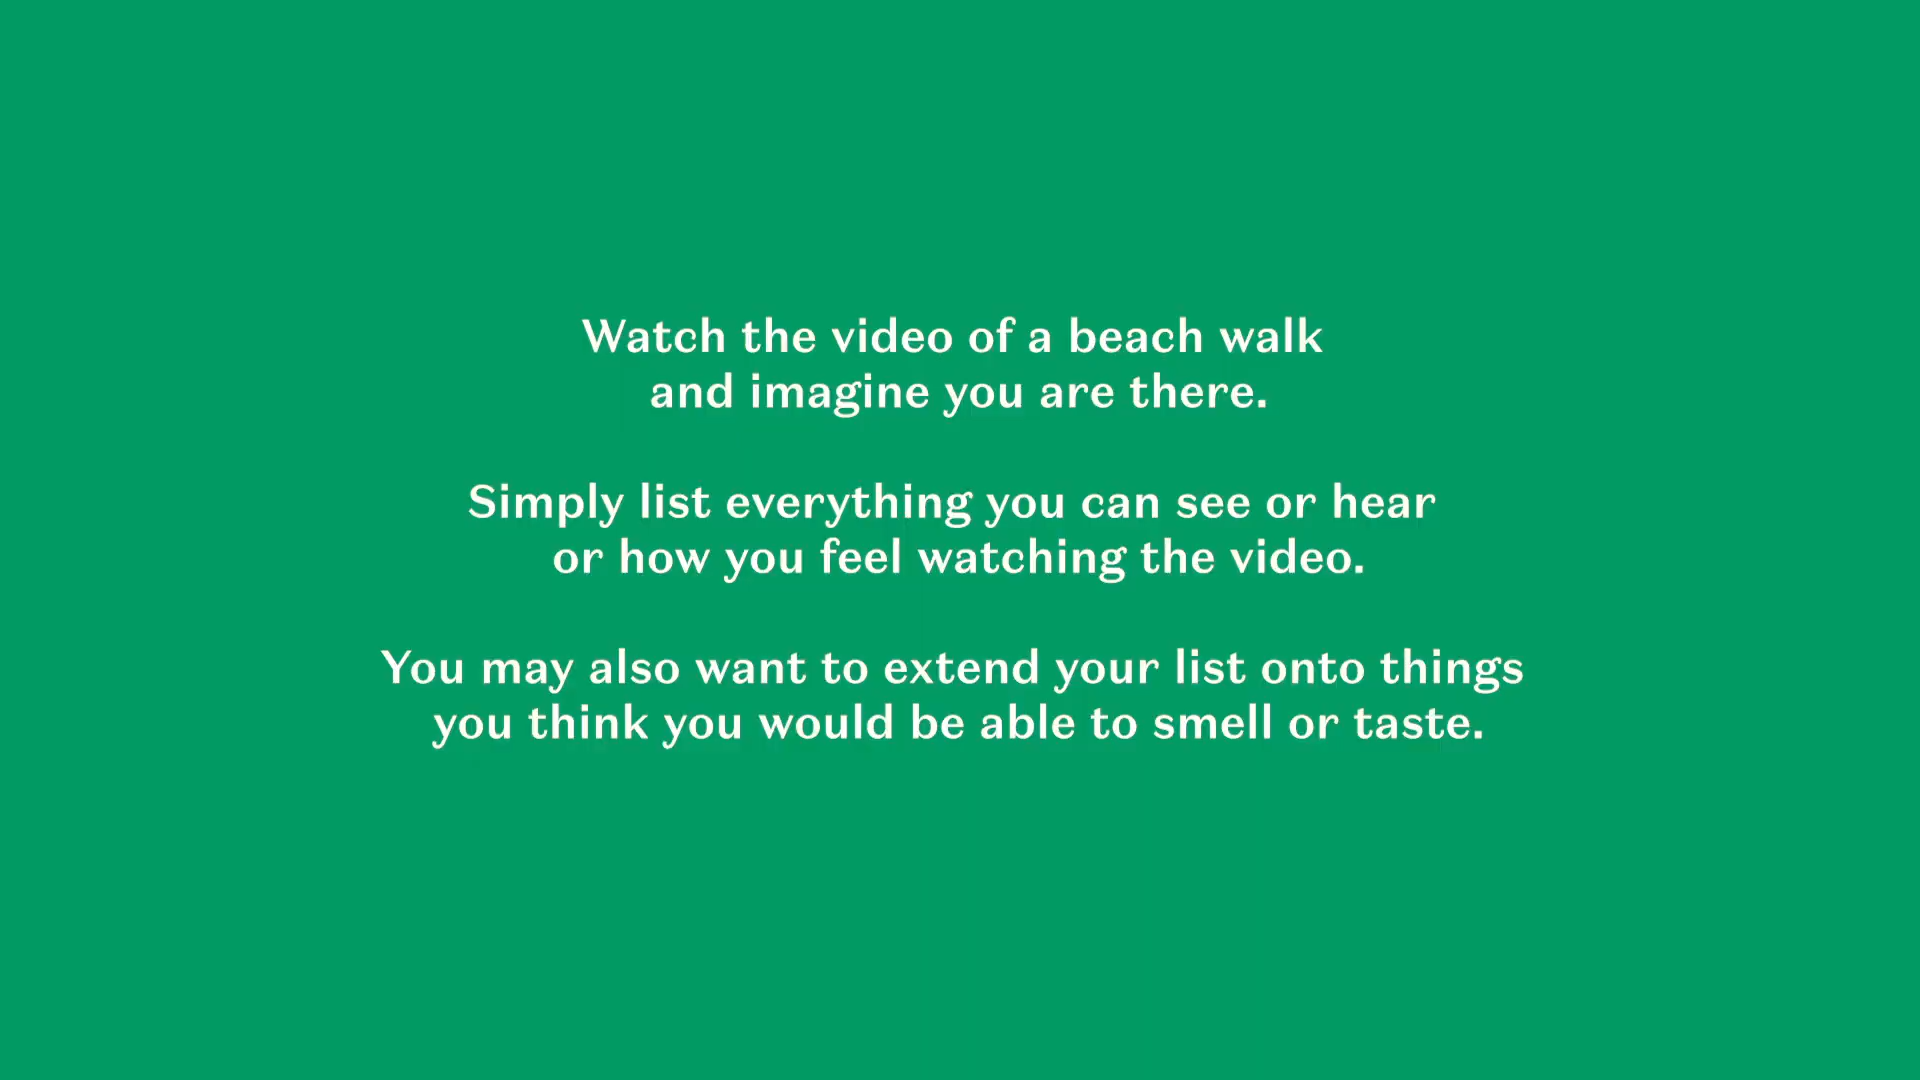 Watch the video of a beach walk
and imagine you are there.
Simply list everything you can see or hear
or how you feel watching the video.
You may also want to extend your list onto things
you think you would be able to smell or taste.